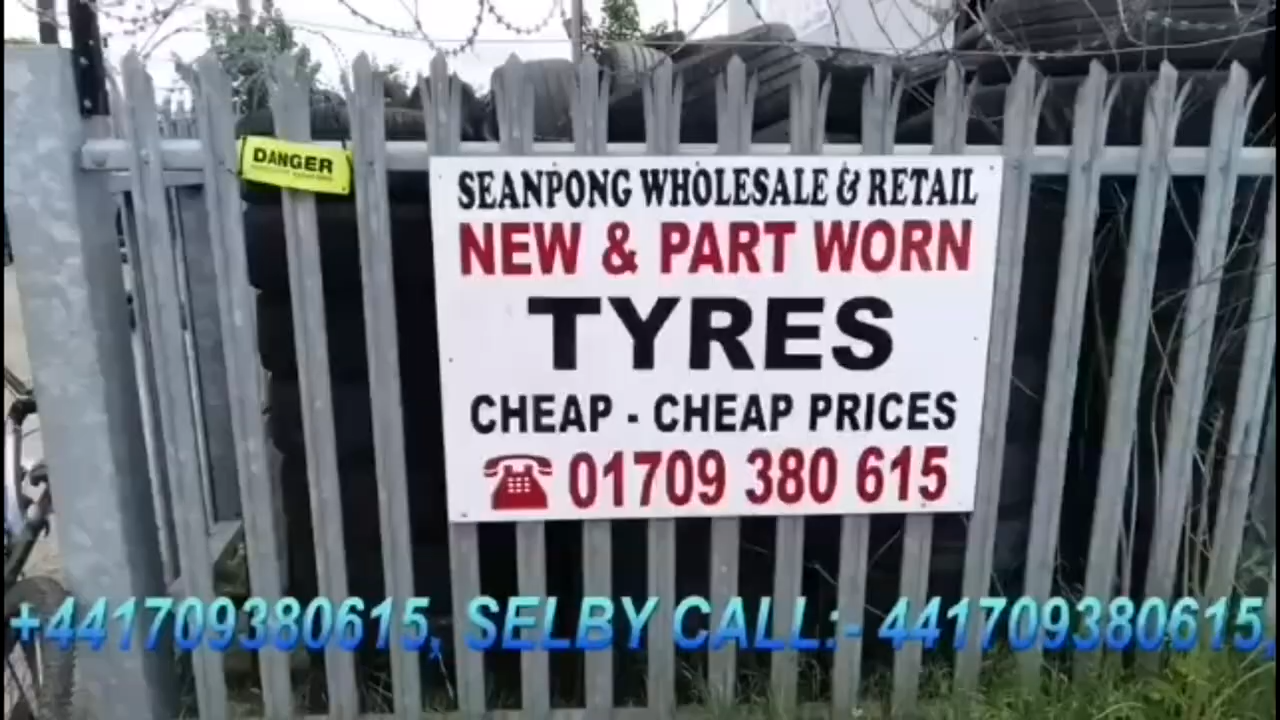 DANGER
SEANPONG WHOLESALE & RETAIL
NEW & PART WORN
TYRES
CHEAP - CHEAP PRICES
01709 380 615
+441709380615, SELBY CALL:- 441709380615,